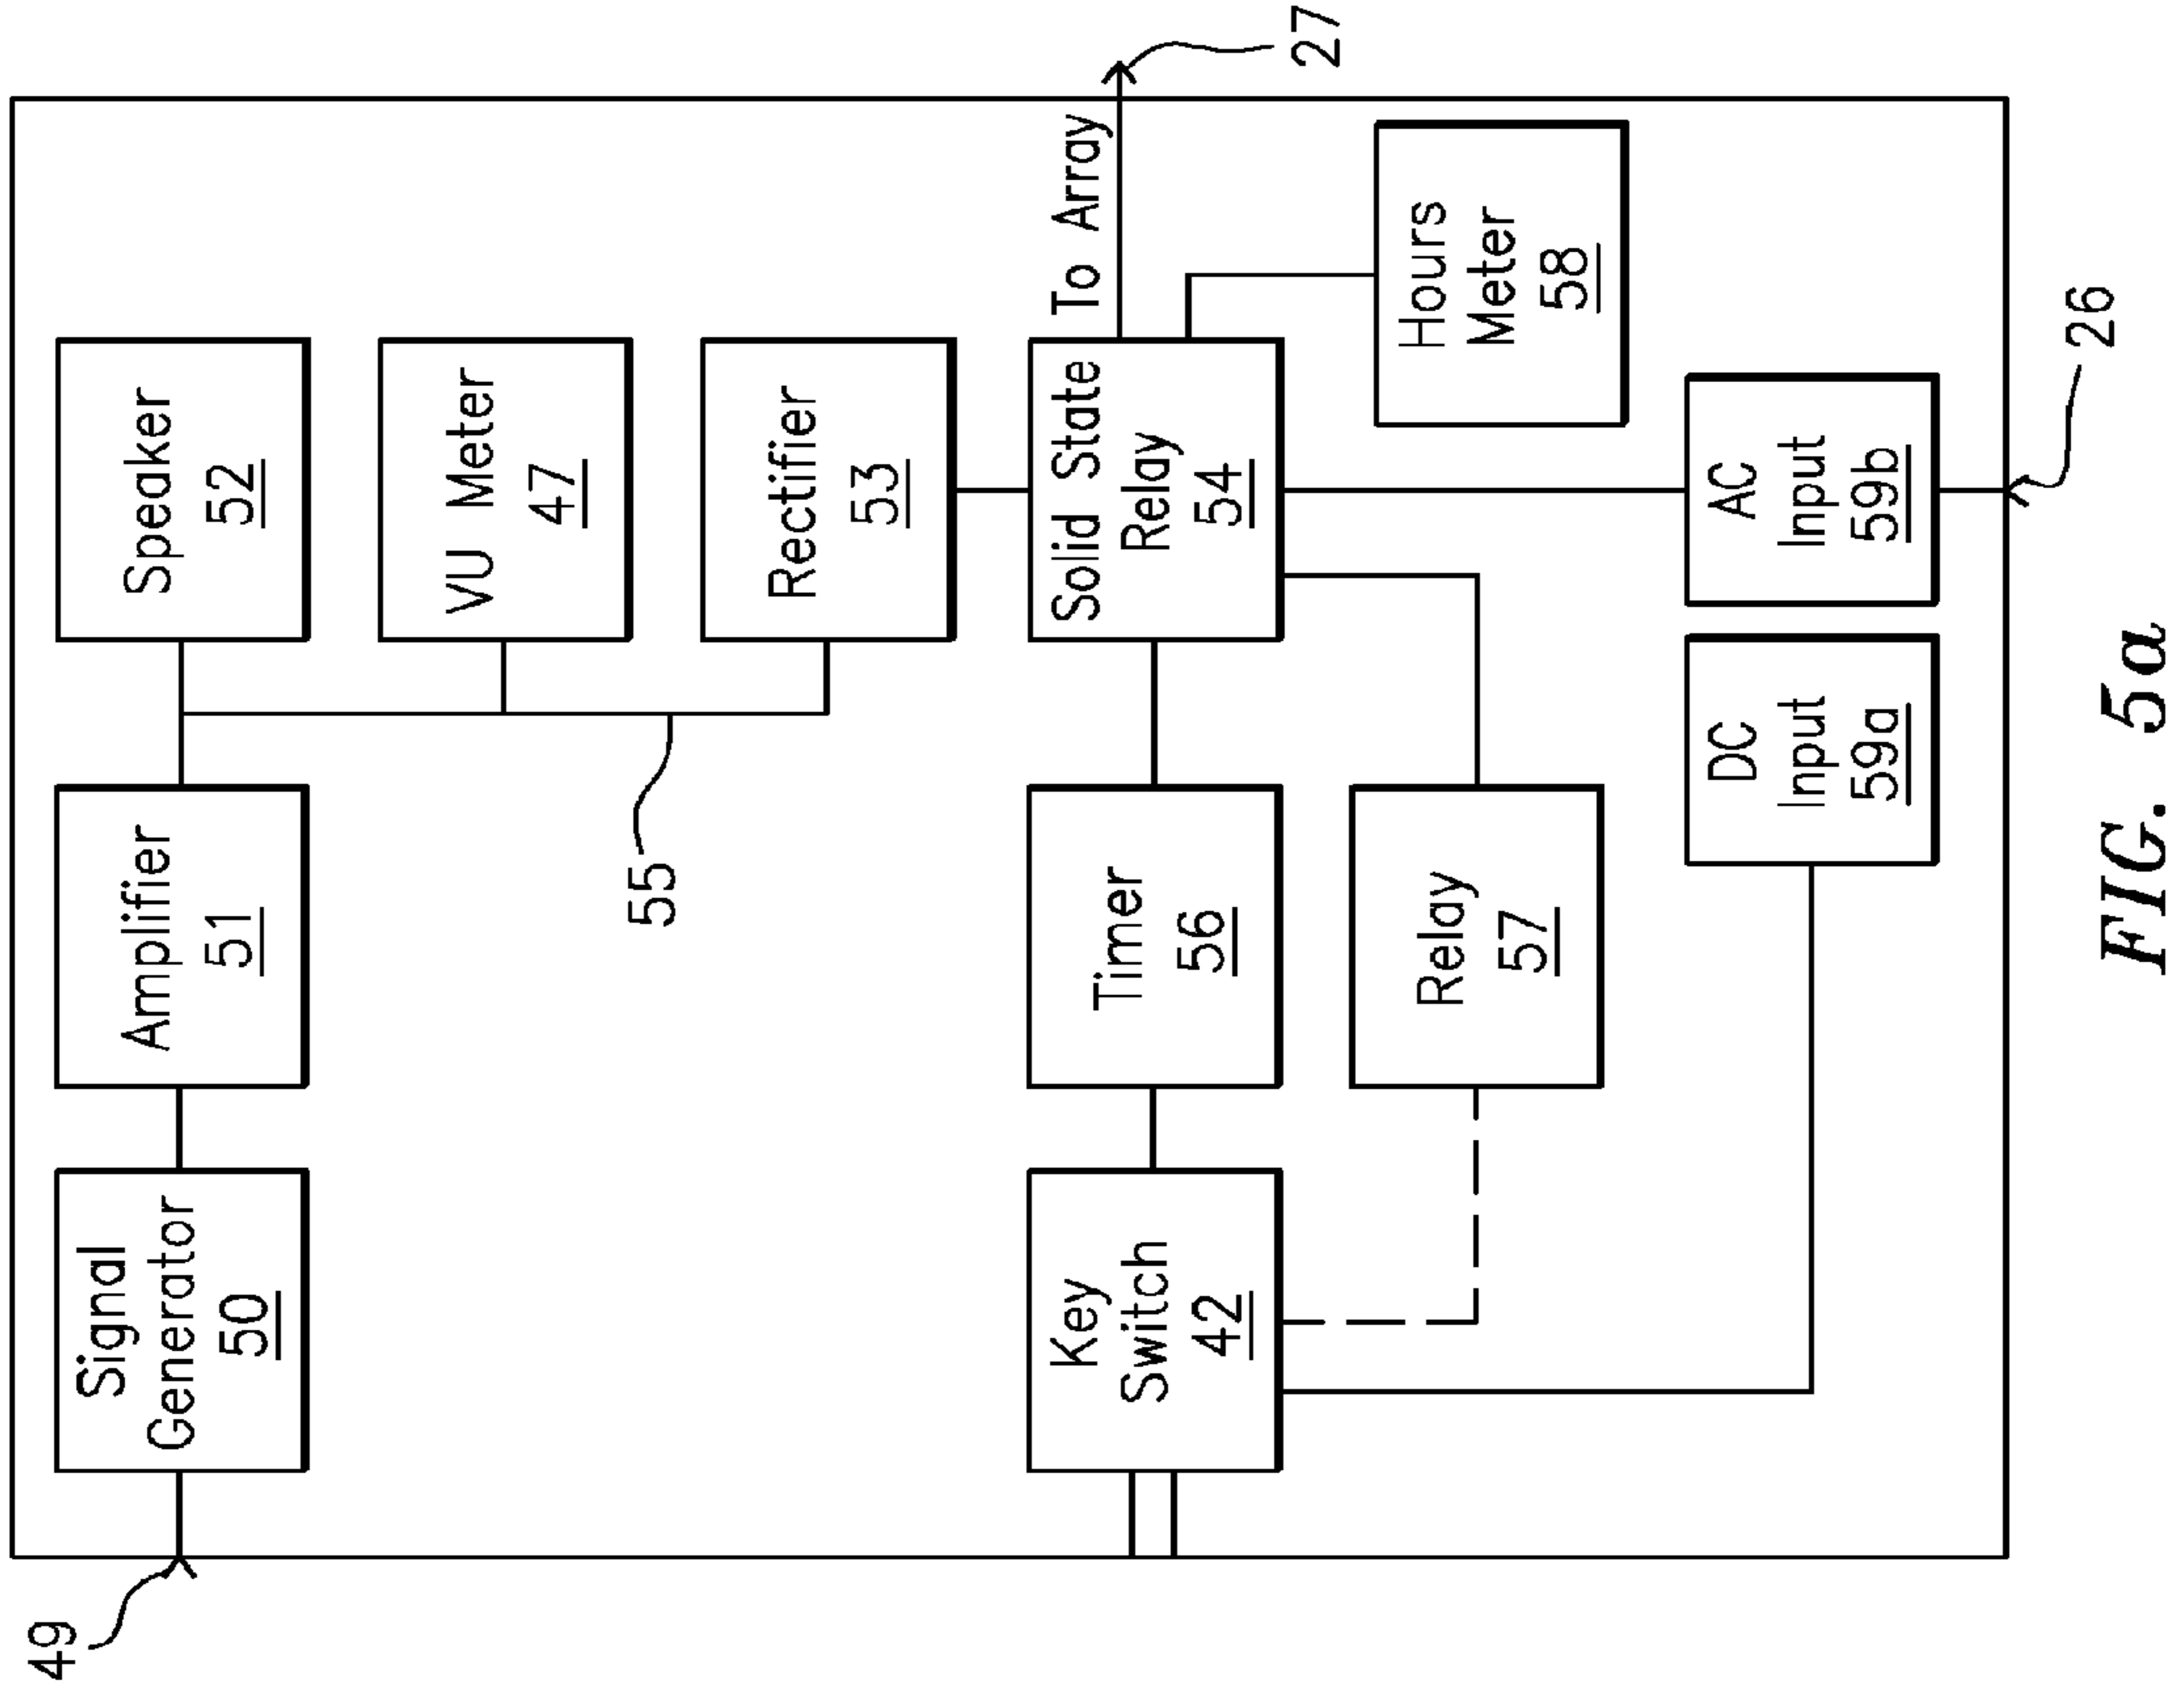 49
Signal
Generator
50
Amplifier
51
Speaker
52
VU Meter
47
55
Rectifier
53
Key
Switch
42
Timer
56
Solid State
Relay
54
To Array
27
Relay
57
Hours
Meter
58
DC
Input
59a
AC
Input
59b
26
FIG. 5a